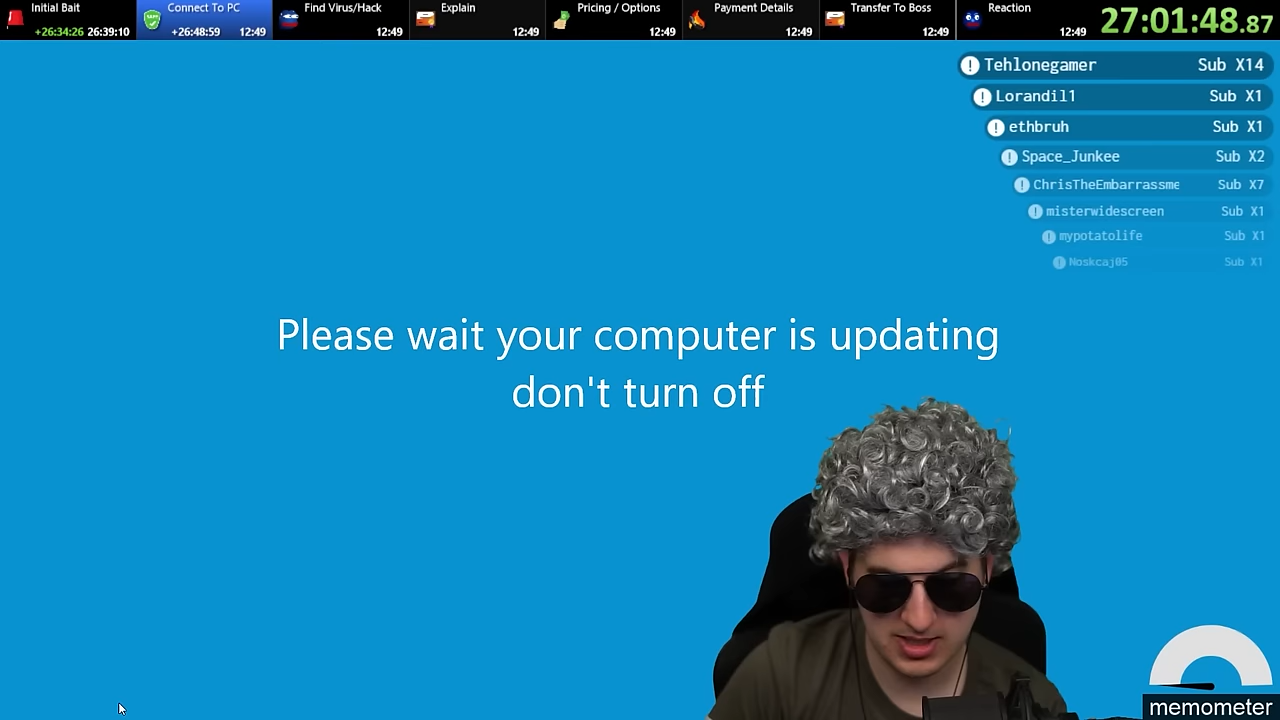 Initial Bait
+26:34:26 26:39:10
Connect To PC
+26:48:59 12:49
Find Virus/Hack
12:49
Explain
12:49
Pricing / Options
12:49
Payment Details
12:49
Transfer To Boss
12:49
Reaction
12:49
27:01:48.87
Tehlonegamer Sub X14
Lorandil1 Sub X1
ethbruh Sub X1
Space_Junkee Sub X2
ChrisTheEmbarrassme Sub X7
misterwidescreen Sub X1
mypotatolife Sub X1
Noskcaj05 Sub X1
Please wait your computer is updating
don't turn off
memometer